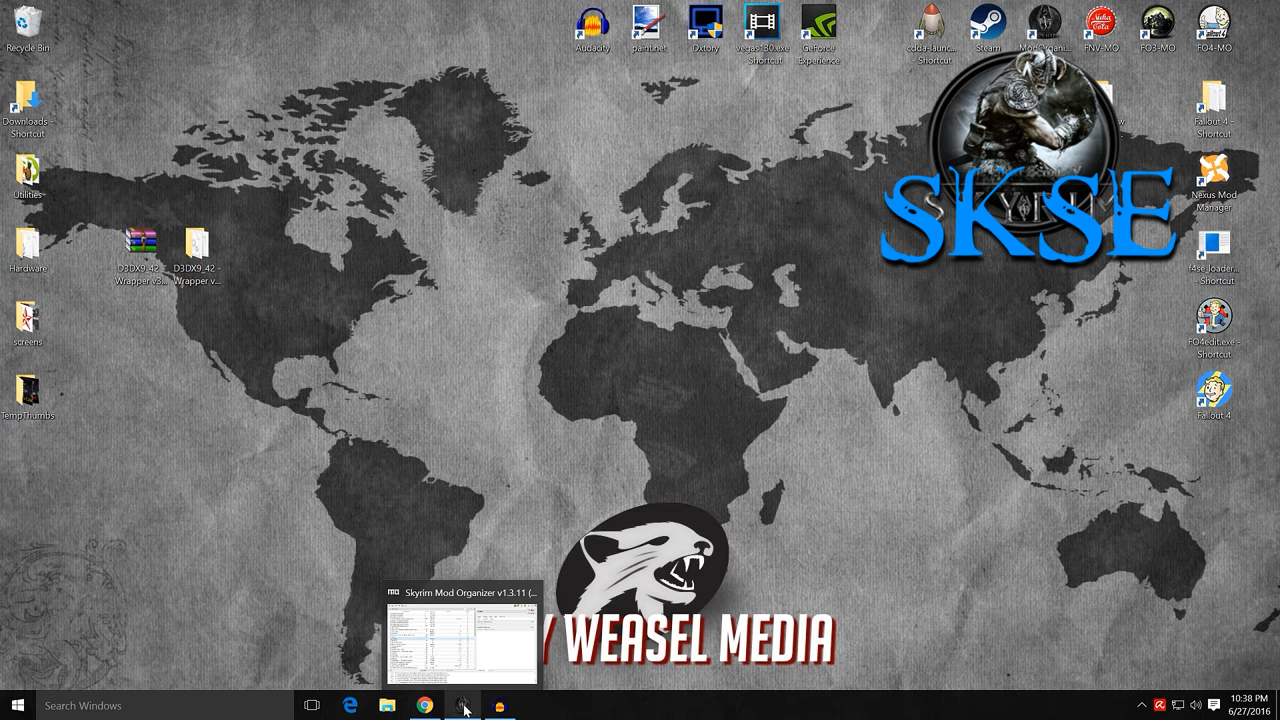 Recycle Bin
Audacity
paint.net
Dxtory
vegas130.exe - Shortcut
GeForce Experience
cdda-launc... - Shortcut
Steam
ModOrgani...
FNV-MO
FO3-MO
FO4-MO
Downloads - Shortcut
Fallout 4 - Shortcut
Utilities
SKYRIM
SKSE
Nexus Mod Manager
Hardware
D3DX9_42 - Wrapper v3...
D3DX9_42 - Wrapper v...
f4se_loader... - Shortcut
screens
FO4edit.exe - Shortcut
TempThumbs
Fallout 4
Skyrim Mod Organizer v1.3.11 (...
WEASEL MEDIA
Search Windows
10:38 PM
6/27/2016